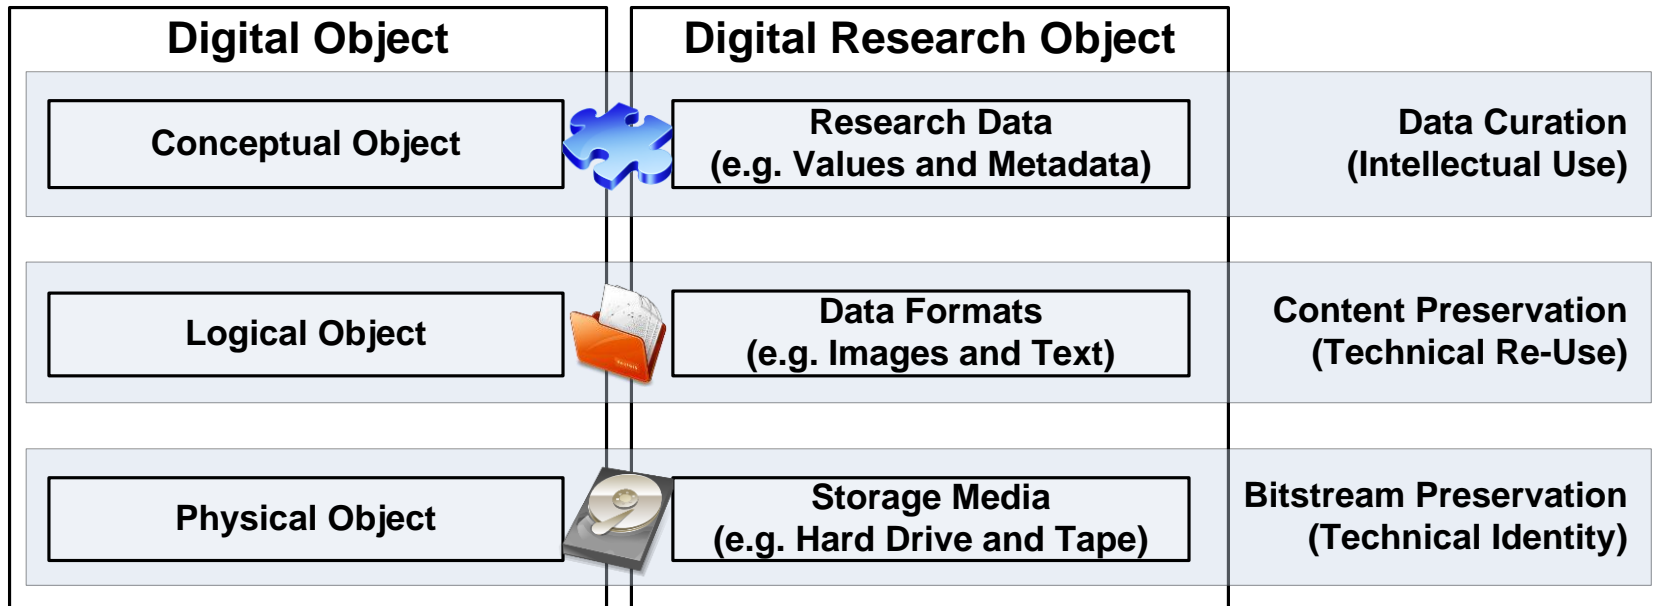 Digital Object
Digital Research Object
Conceptual Object
Research Data
(e.g. Values and Metadata)
Data Curation
(Intellectual Use)
Logical Object
Data Formats
(e.g. Images and Text)
Content Preservation
(Technical Re-Use)
Physical Object
Storage Media
(e.g. Hard Drive and Tape)
Bitstream Preservation
(Technical Identity)